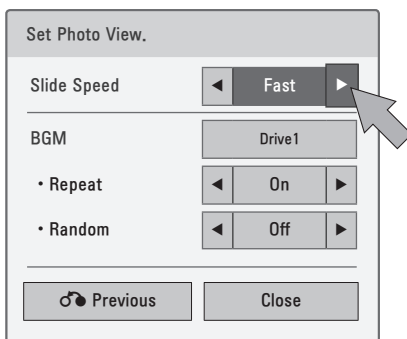 Set Photo View.
Slide Speed ◀ Fast ▶
BGM Drive1
• Repeat ◀ On ▶
• Random ◀ Off ▶
Previous Close